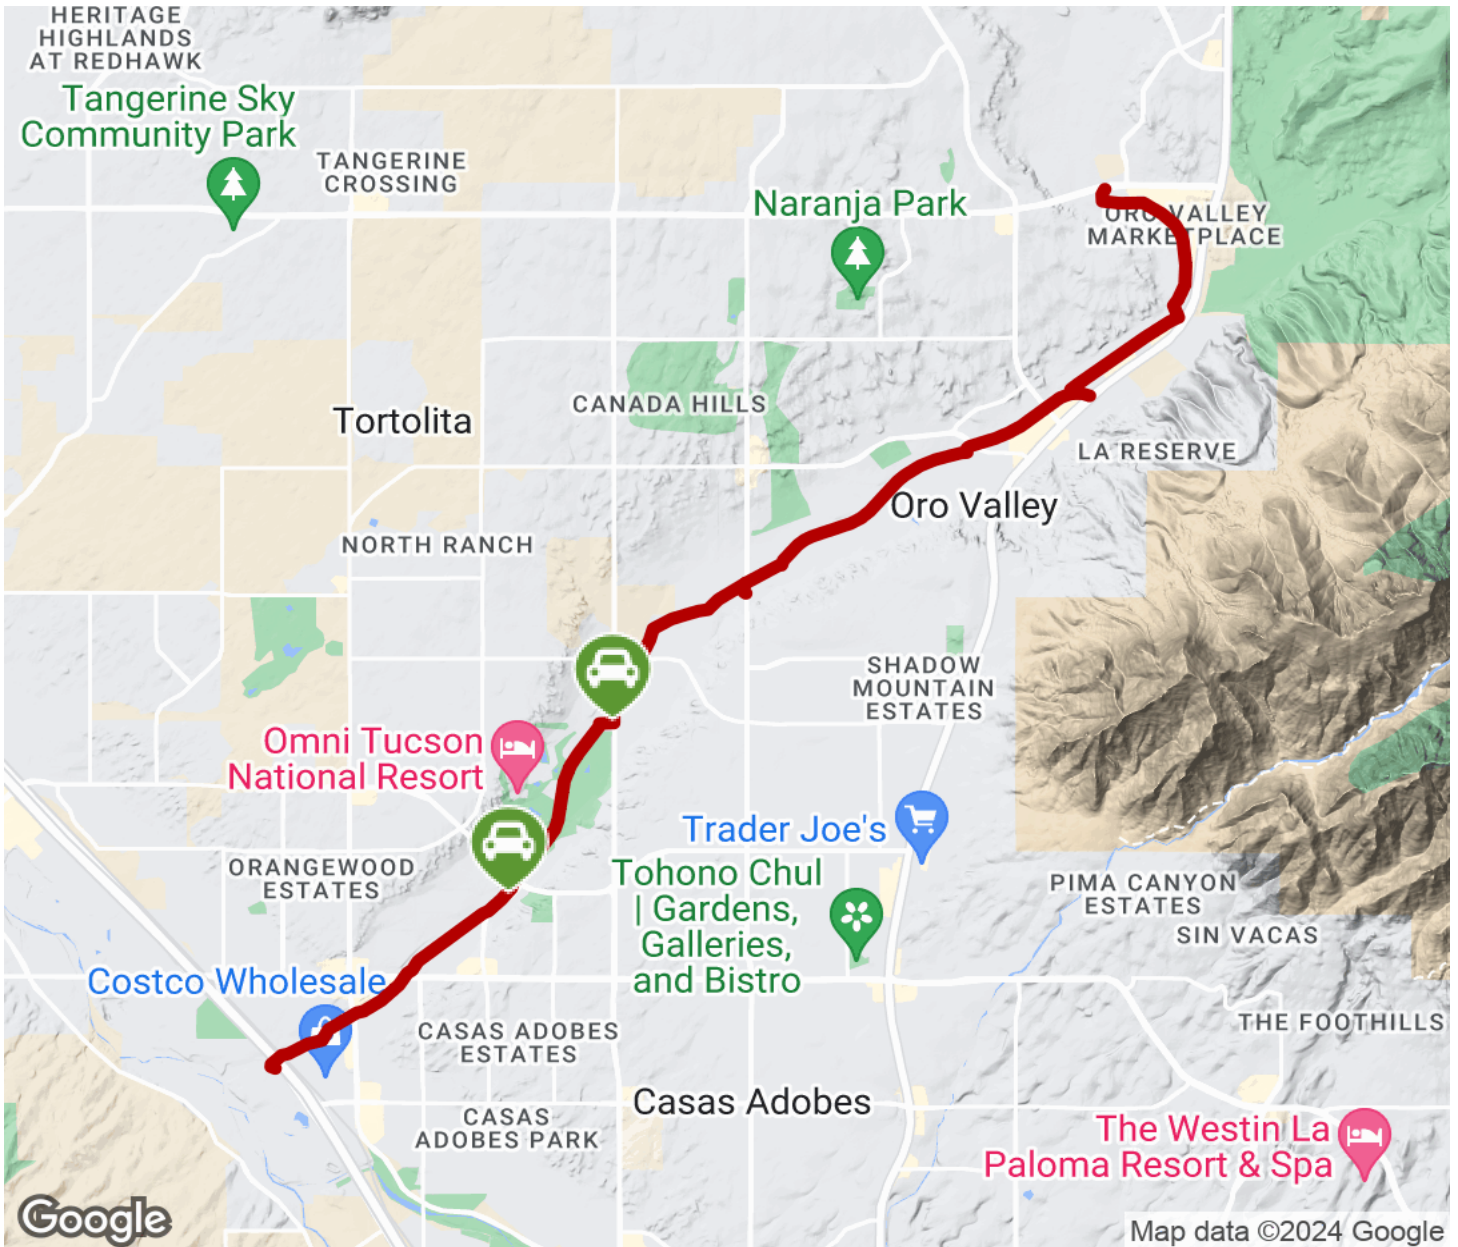 HERITAGE
HIGHLANDS
AT REDHAWK
Tangerine Sky
Community Park
TANGERINE
CROSSING
Naranja Park
ORO VALLEY
MARKETPLACE
CANADA HILLS
Tortolita
LA RESERVE
Oro Valley
NORTH RANCH
SHADOW
MOUNTAIN
ESTATES
Omni Tucson
National Resort
Trader Joe's
ORANGEWOOD
ESTATES
Tohono Chul
| Gardens,
Galleries,
and Bistro
PIMA CANYON
ESTATES
SIN VACAS
Costco Wholesale
CASAS ADOBES
ESTATES
THE FOOTHILLS
Casas Adobes
CASAS
ADOBES PARK
The Westin La
Paloma Resort & Spa
Google
Map data ©2024 Google